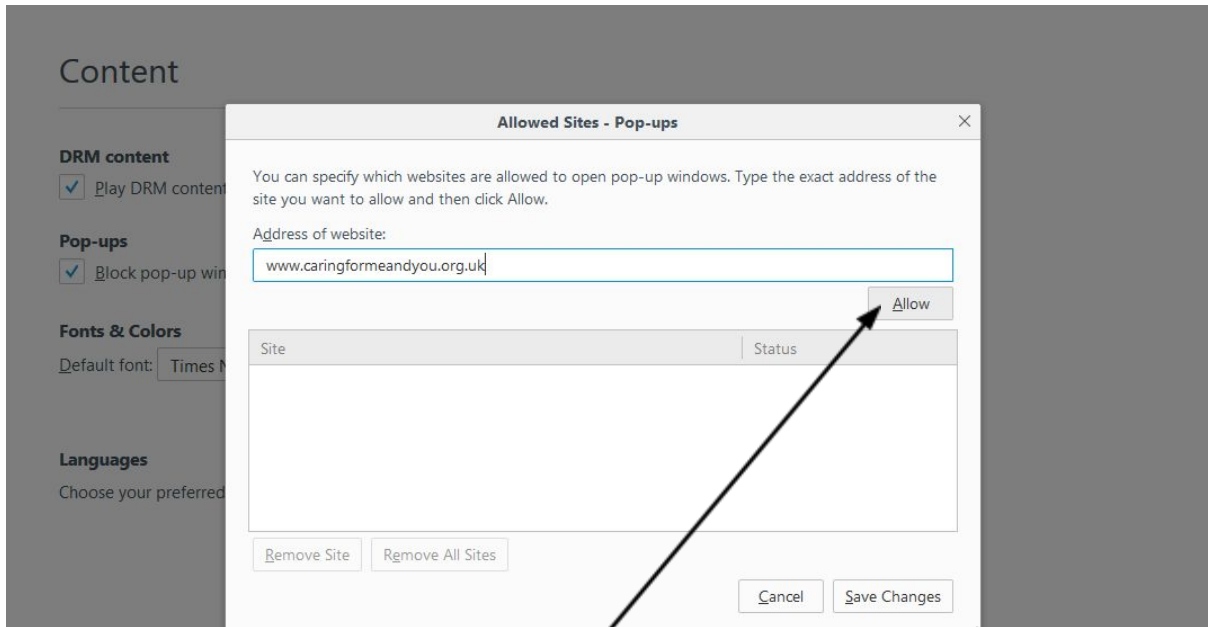 Content
Allowed Sites - Pop-ups
DRM content
Play DRM content
You can specify which websites are allowed to open pop-up windows. Type the exact address of the
site you want to allow and then click Allow.
Pop-ups
Block pop-up win
Address of website:
www.caringformeandyou.org.uk
Allow
Fonts & Colors
Default font: Times N
Site Status
Languages
Choose your preferred
Remove Site Remove All Sites
Cancel Save Changes